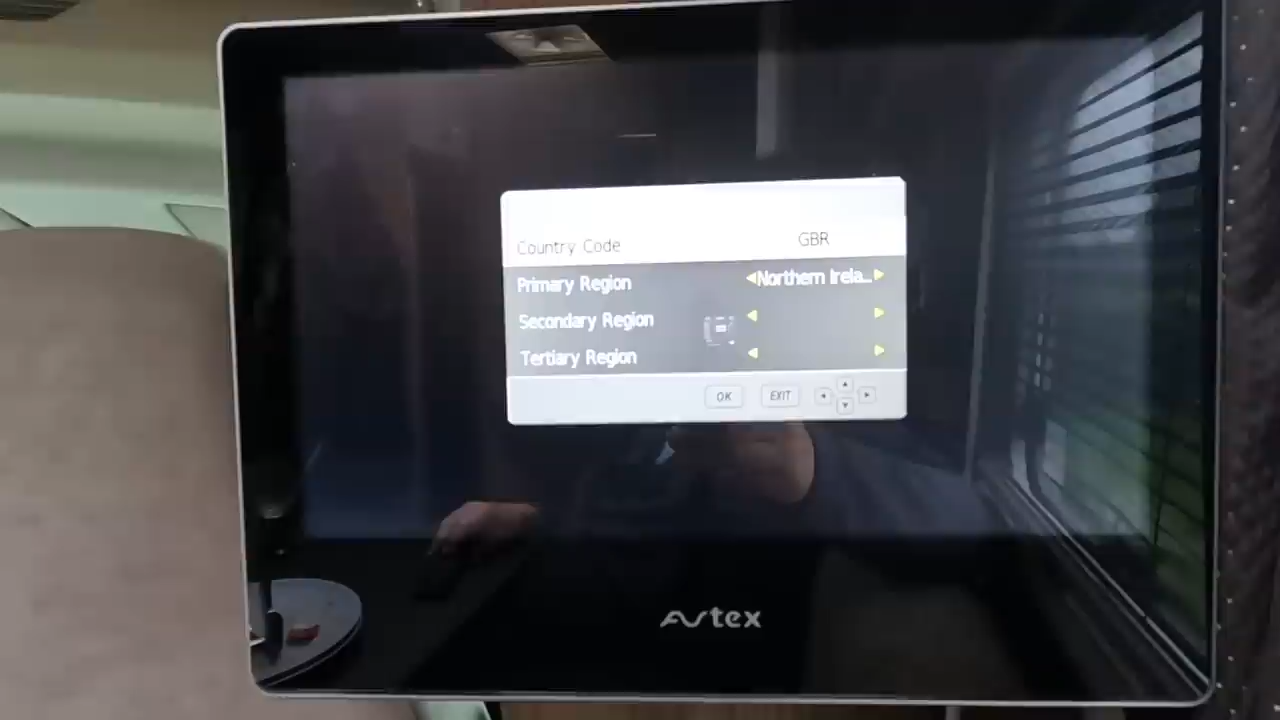 Country Code GBR
Primary Region Northern Irela...
Secondary Region
Tertiary Region
OK EXIT
Avtex